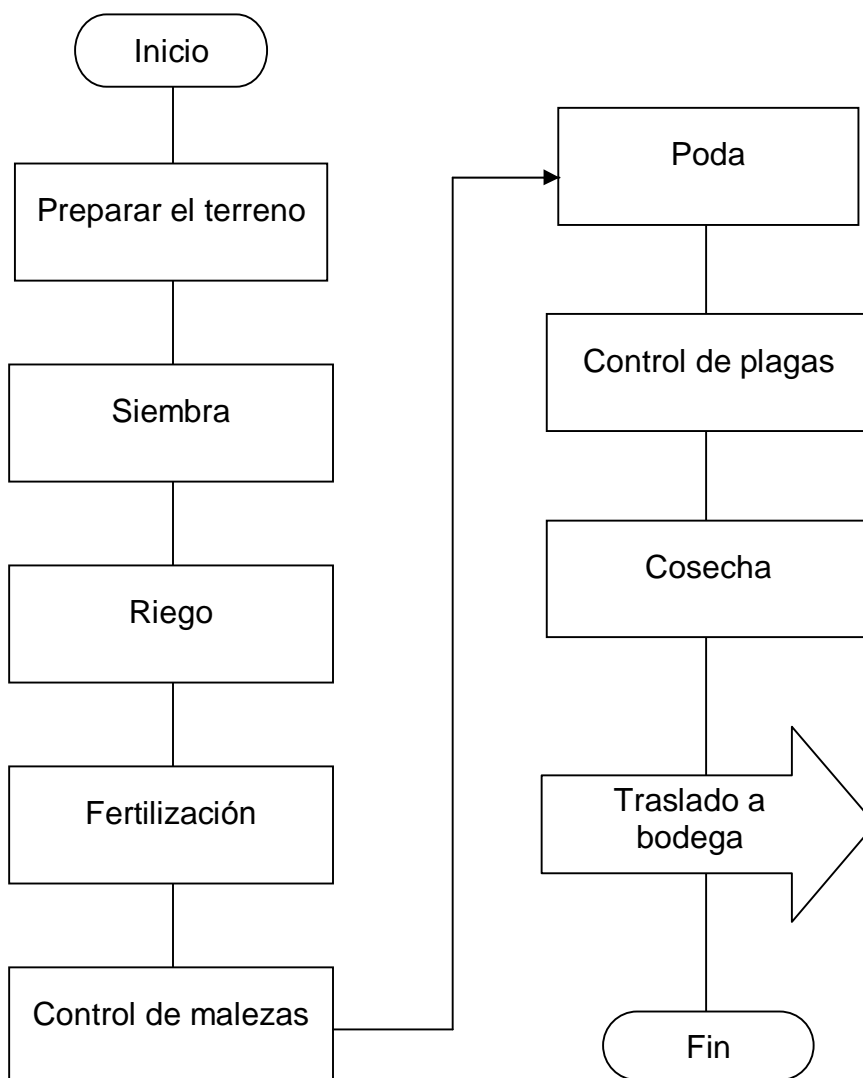 Inicio
Preparar el terreno
Siembra
Riego
Fertilización
Control de malezas
Poda
Control de plagas
Cosecha
Traslado a
bodega
Fin